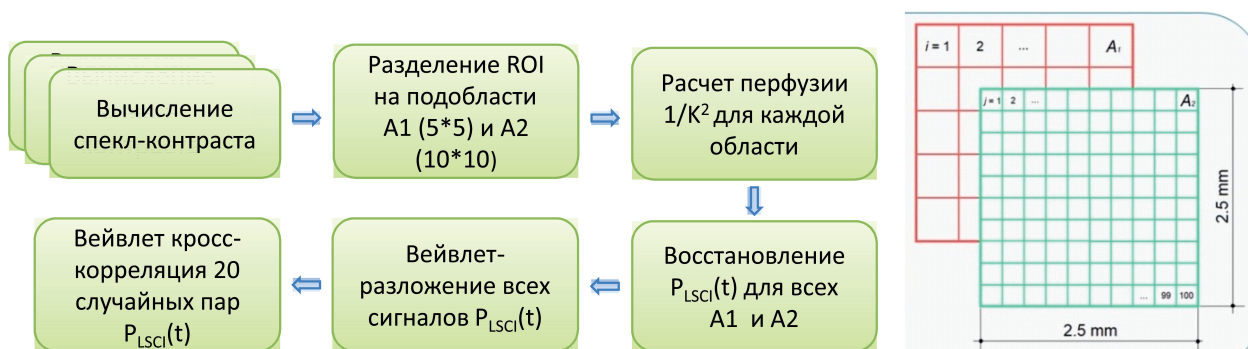 Вычисление
спекл-контраста
Разделение ROI
на подобласти
A1 (5*5) и A2
(10*10)
Расчет перфузии
1/K² для каждой
области
Восстановление
P_LSCI(t) для всех
A1 и A2
Вейвлет-
разложение всех
сигналов P_LSCI(t)
Вейвлет кросс-
корреляция 20
случайных пар
P_LSCI(t)
i = 1 2 ... A₁
j = 1 2 ... A₂
... 99 100
2.5 mm
2.5 mm